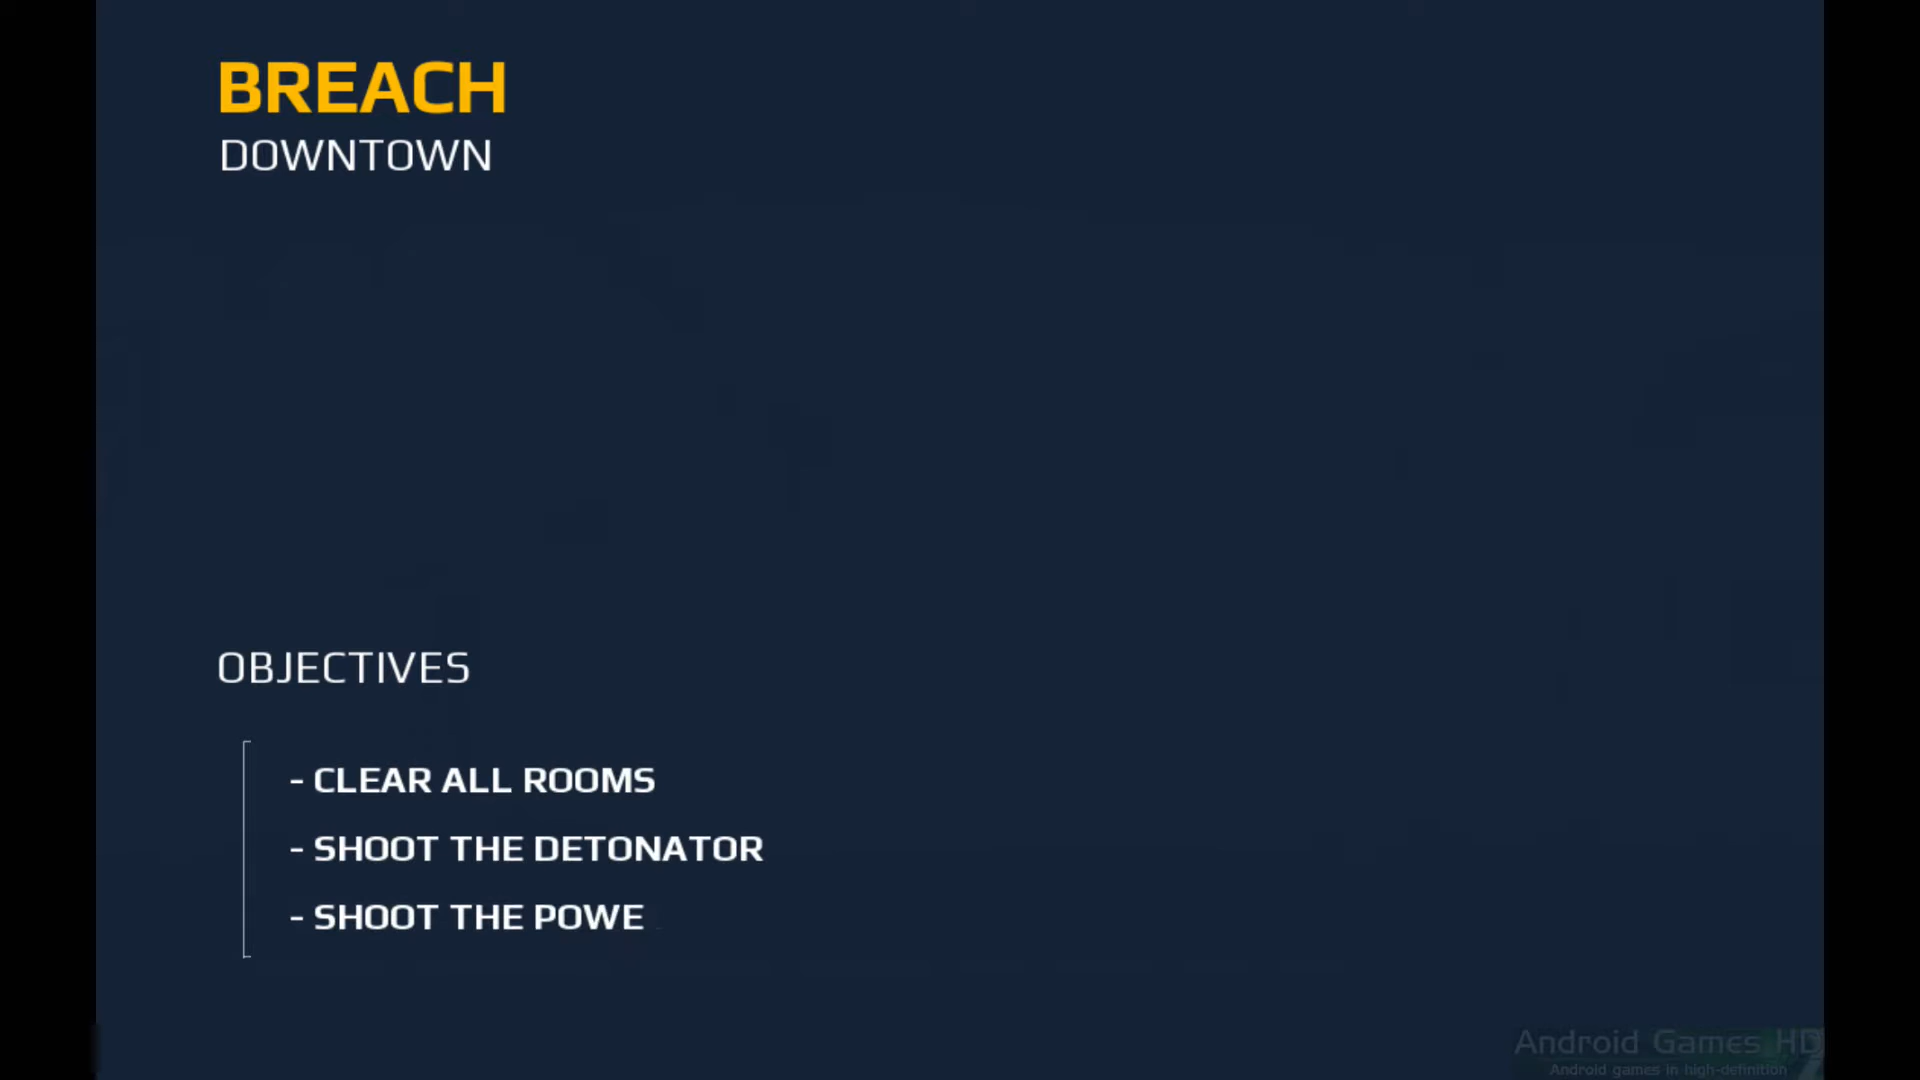 BREACH
DOWNTOWN
OBJECTIVES
- CLEAR ALL ROOMS
- SHOOT THE DETONATOR
- SHOOT THE POWE
Android Games HD
Android games in high-definition